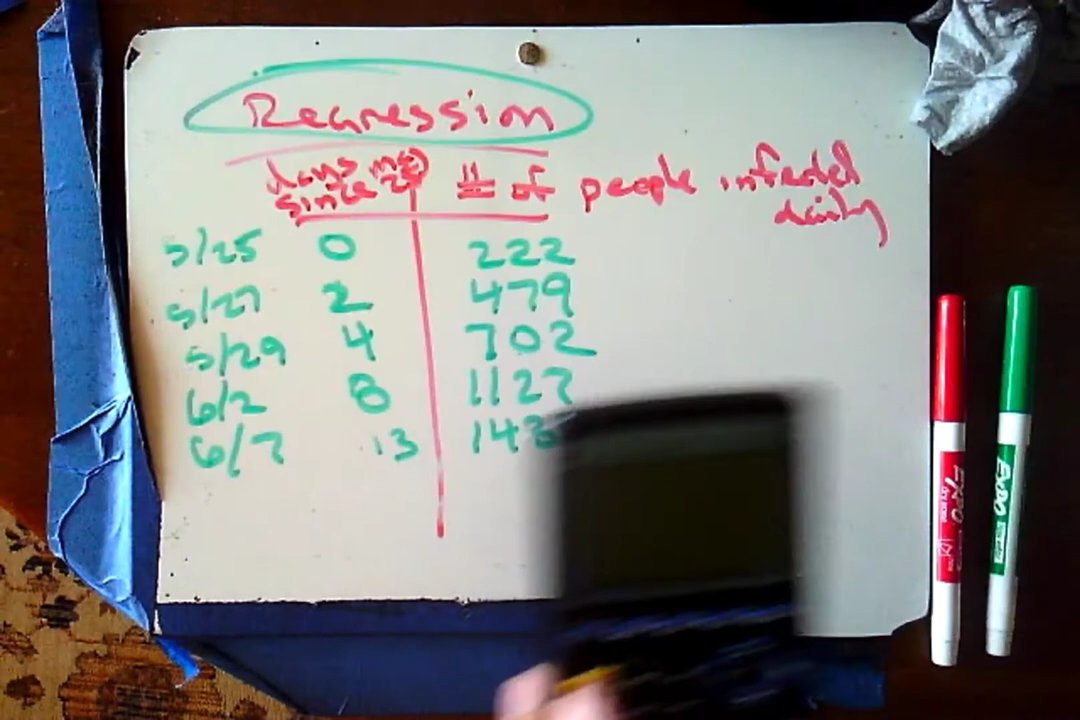 Regression
days since May 25 # of people infected daily
5/25 0 222
5/27 2 479
5/29 4 702
6/2 8 1127
6/7 13
EXPO
EXPO